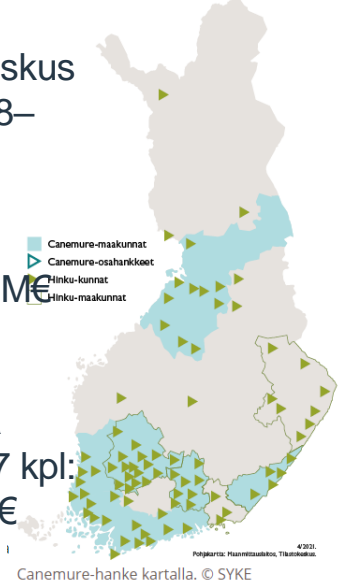 skus
8–
Canemure-maakunnat
Canemure-osahankkeet
Hinku-kunnat
M€
Hinku-maakunnat
7 kpl:
€
4/2021.
Pohjakartta: Maanmittauslaitos, Tilastokeskus.
Canemure-hanke kartalla. © SYKE